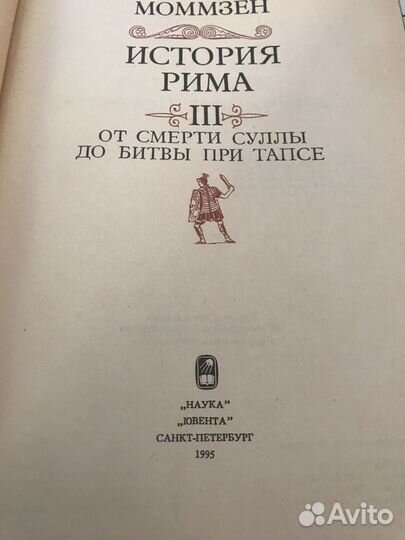 МОММЗЕН
ИСТОРИЯ
РИМА
III
ОТ СМЕРТИ СУЛЛЫ
ДО БИТВЫ ПРИ ТАПСЕ
„НАУКА"
„ЮВЕНТА"
САНКТ-ПЕТЕРБУРГ
1995
Avito